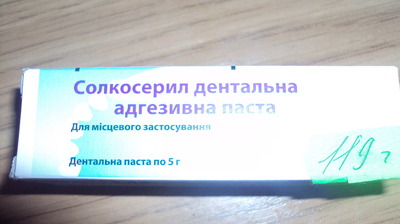 Солкосерил дентальна
адгезивна паста
Для місцевого застосування
Дентальна паста по 5 г
119 г